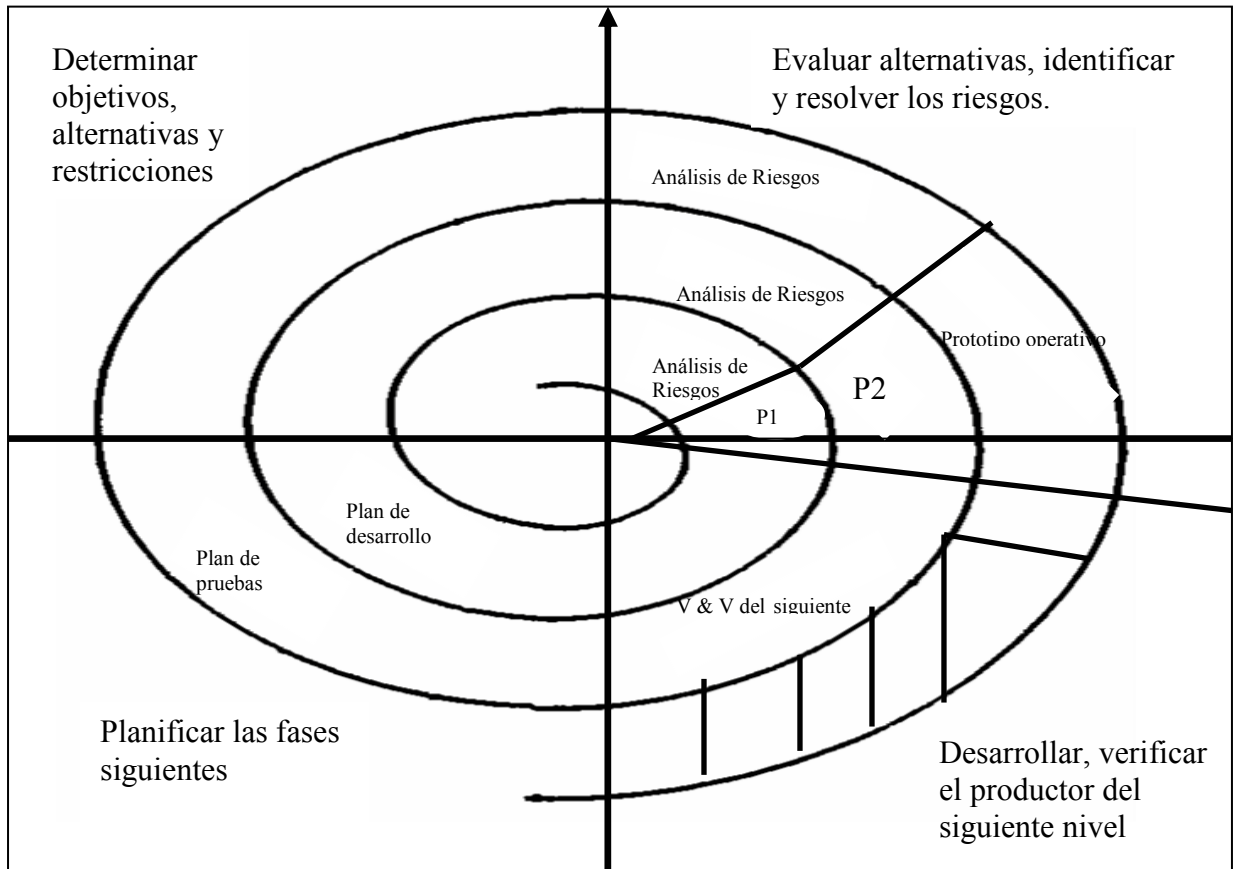 Determinar
objetivos,
alternativas y
restricciones
Evaluar alternativas, identificar
y resolver los riesgos.
Análisis de Riesgos
Análisis de Riesgos
Análisis de
Riesgos
Prototipo operativo
P1
P2
Plan de
desarrollo
Plan de
pruebas
V & V del siguiente
Planificar las fases
siguientes
Desarrollar, verificar
el productor del
siguiente nivel